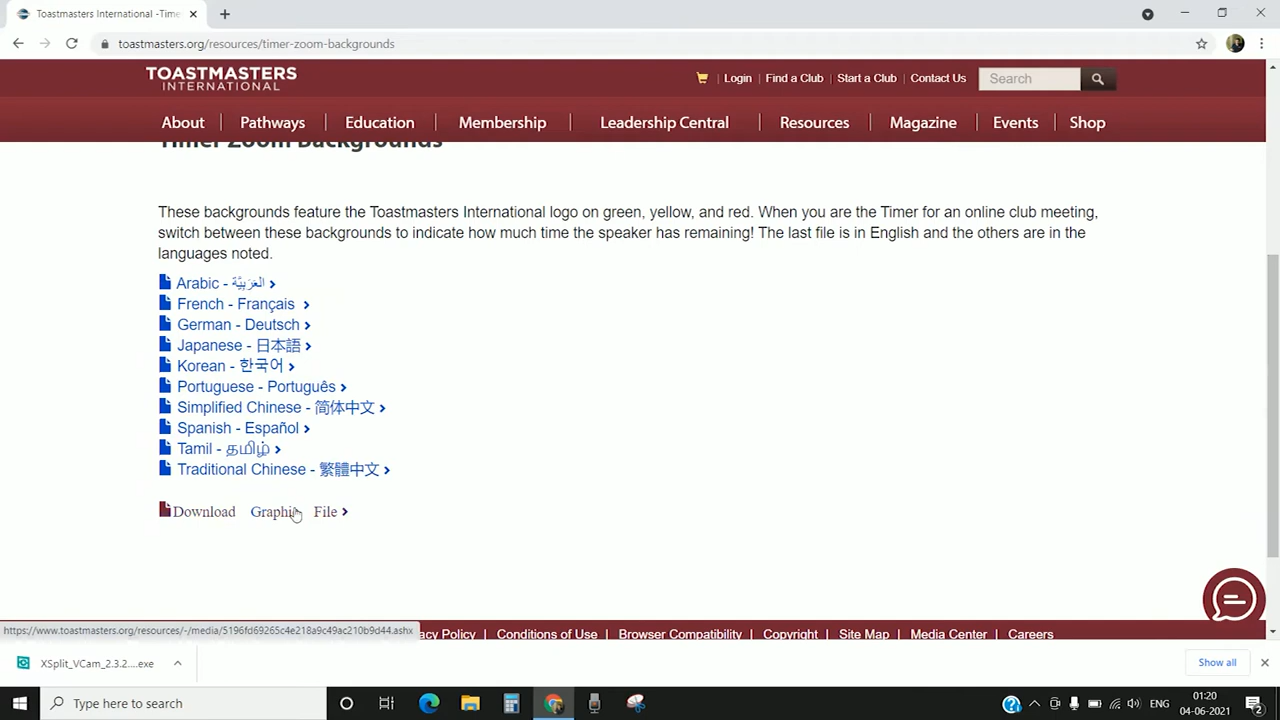 Toastmasters International -Time
toastmasters.org/resources/timer-zoom-backgrounds
TOASTMASTERS
INTERNATIONAL
Login | Find a Club | Start a Club | Contact Us
Search
About | Pathways | Education | Membership | Leadership Central | Resources | Magazine | Events | Shop
Timer Zoom Backgrounds
These backgrounds feature the Toastmasters International logo on green, yellow, and red. When you are the Timer for an online club meeting,
switch between these backgrounds to indicate how much time the speaker has remaining! The last file is in English and the others are in the
languages noted.
Arabic - العَرَبِيَّة
French - Français
German - Deutsch
Japanese - 日本語
Korean - 한국어
Portuguese - Português
Simplified Chinese - 简体中文
Spanish - Español
Tamil - தமிழ்
Traditional Chinese - 繁體中文
Download Graphic File
https://www.toastmasters.org/resources/-/media/5196fd69265c4e218a9c49ac210b9d44.ashx
acy Policy | Conditions of Use | Browser Compatibility | Copyright | Site Map | Media Center | Careers
XSplit_VCam_2.3.2....exe
Show all
Type here to search
ENG
01:20
04-06-2021
2